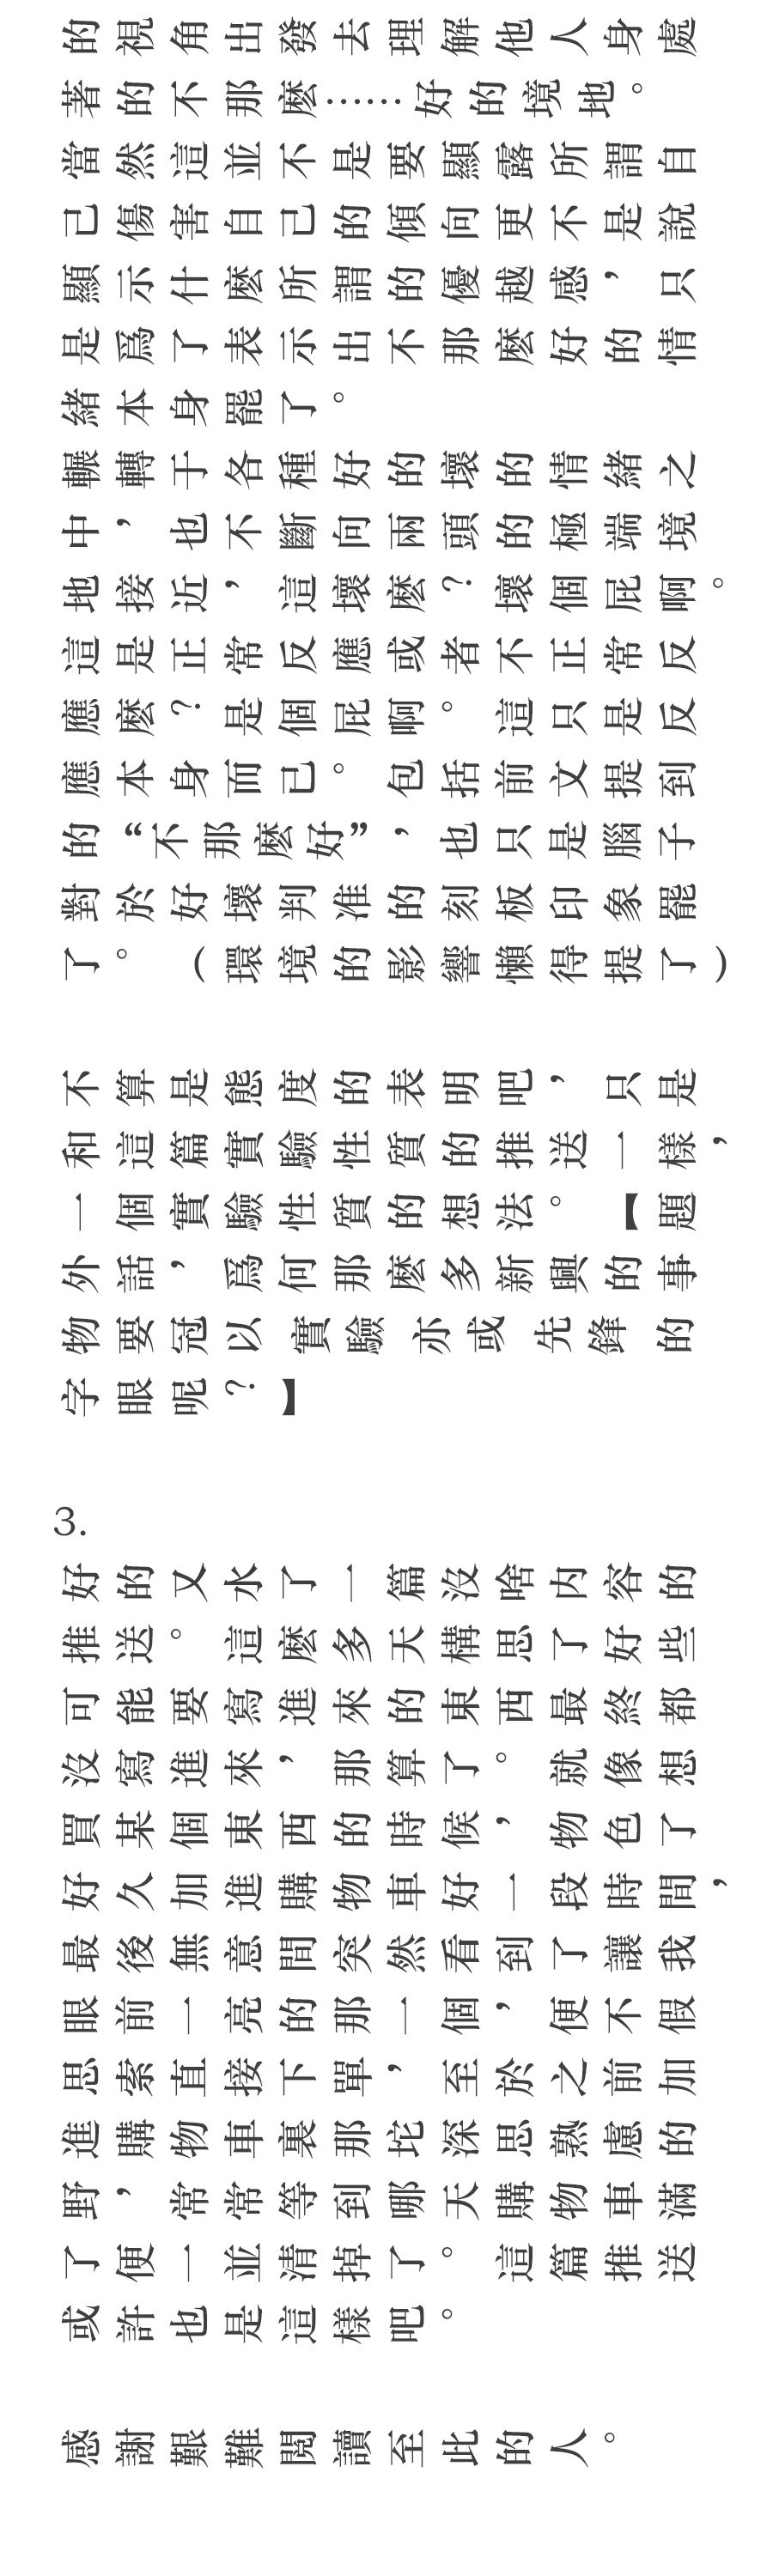 的視角出發去理解他人身處
著的不那麽……好的境地。
當然這並不是要顯露所謂自
己傷害自己的傾向更不是說
顯示什麽所謂的優越感，只
是爲了表示出不那麽好的情
緒本身罷了。
輾轉于各種好的壞的情緒之
中，也不斷向兩頭的極端境
地接近，這壞麽？壞個屁啊。
這是正常反應或者不正常反
應麽？是個屁啊。這只是反
應本身而已。包括前文提到
的“不那麽好”，也只是腦子
對於好壞判准的刻板印象罷
了。（環境的影響懶得提了）
不算是態度的表明吧，只是
和這篇實驗性質的推送一樣，
一個實驗性質的想法。【題
外話，爲何那麽多新興的事
物要冠以 實驗 亦或 先鋒 的
字眼呢？】
3.
好的又水了一篇沒啥内容的
推送。這麽多天構思了好些
可能要寫進來的東西最終都
沒寫進來，那算了。就像想
買某個東西的時候，物色了
好久加進購物車好一段時間，
最後無意間突然看到了讓我
眼前一亮的那一個，便不假
思索直接下單，至於之前加
進購物車裏那坨深思熟慮的
野，常常等到哪天購物車滿
了便一並清掉了。這篇推送
或許也是這樣吧。
感謝艱難閱讀至此的人。